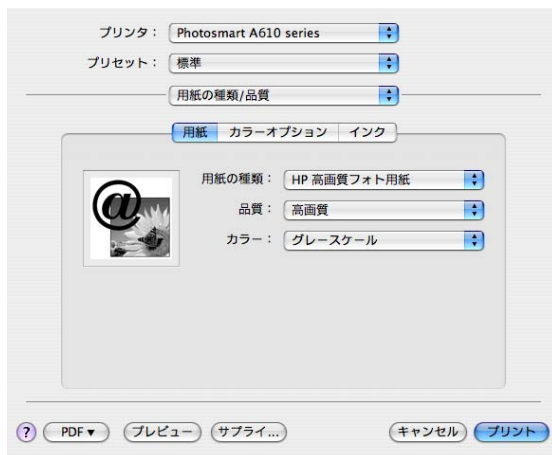 プリンタ： Photosmart A610 series
プリセット： 標準
用紙の種類/品質
用紙 カラーオプション インク
用紙の種類： HP 高画質フォト用紙
品質： 高画質
カラー： グレースケール
@
? PDF▼ プレビュー サプライ... キャンセル プリント